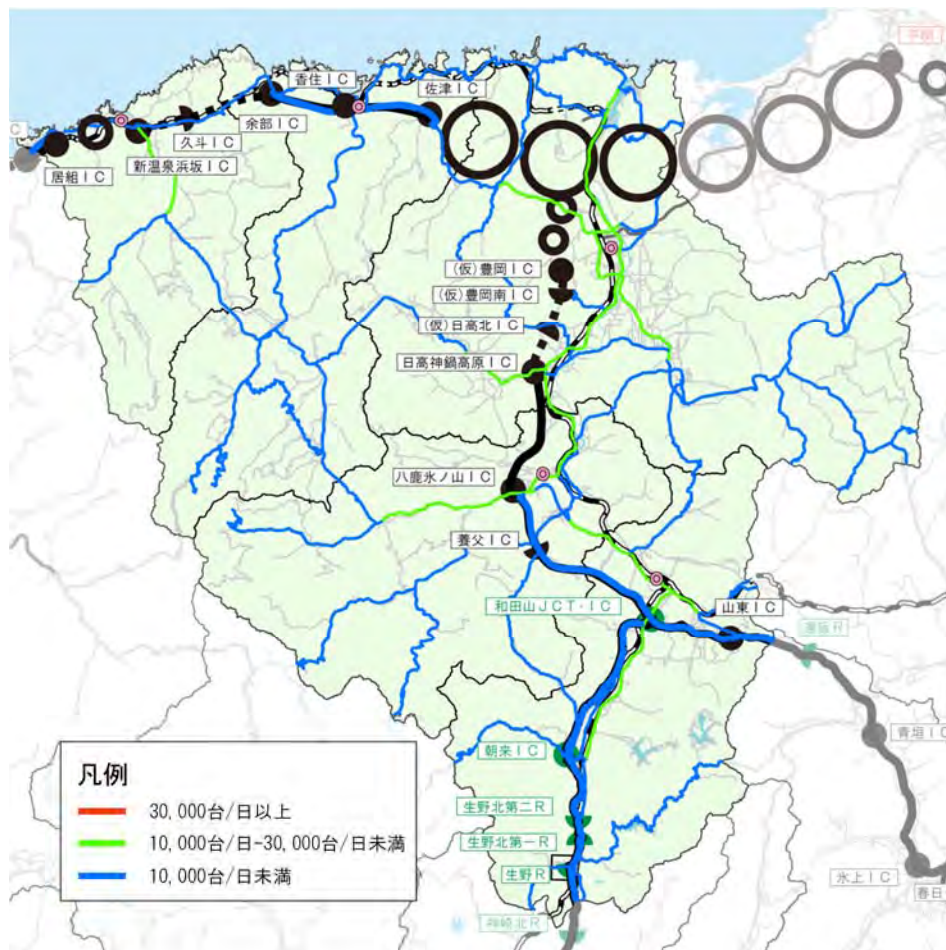 香住IC
佐津IC
余部IC
久斗IC
新温泉浜坂IC
居組IC
(仮)豊岡IC
(仮)豊岡南IC
(仮)日高北IC
日高神鍋高原IC
八鹿氷ノ山IC
養父IC
和田山JCT・IC
山東IC
青垣IC
朝来IC
生野北第二R
生野北第一R
生野R
神崎北R
氷上IC
春日
凡例
30,000台/日以上
10,000台/日-30,000台/日未満
10,000台/日未満